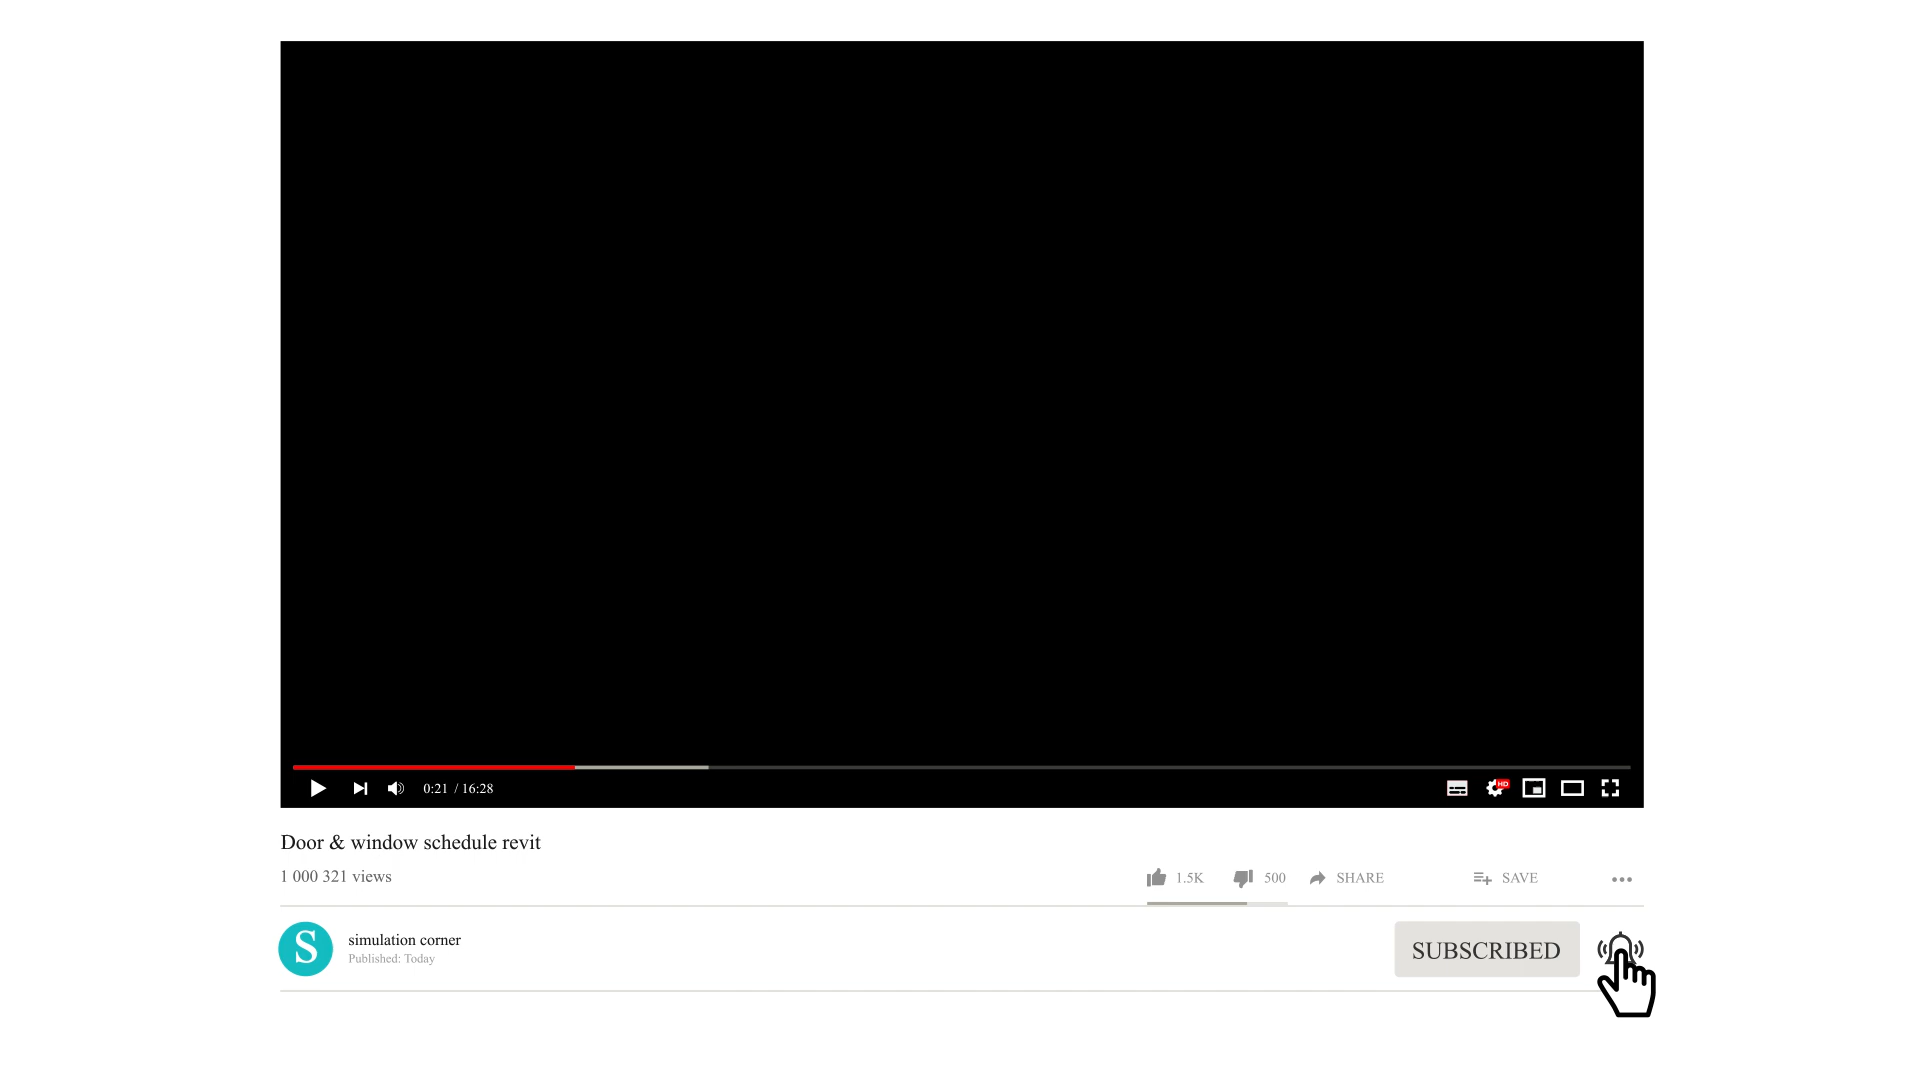 0:21 / 16:28
HD
Door & window schedule revit
1 000 321 views
1.5K 500 SHARE SAVE
S
simulation corner
Published: Today
SUBSCRIBED